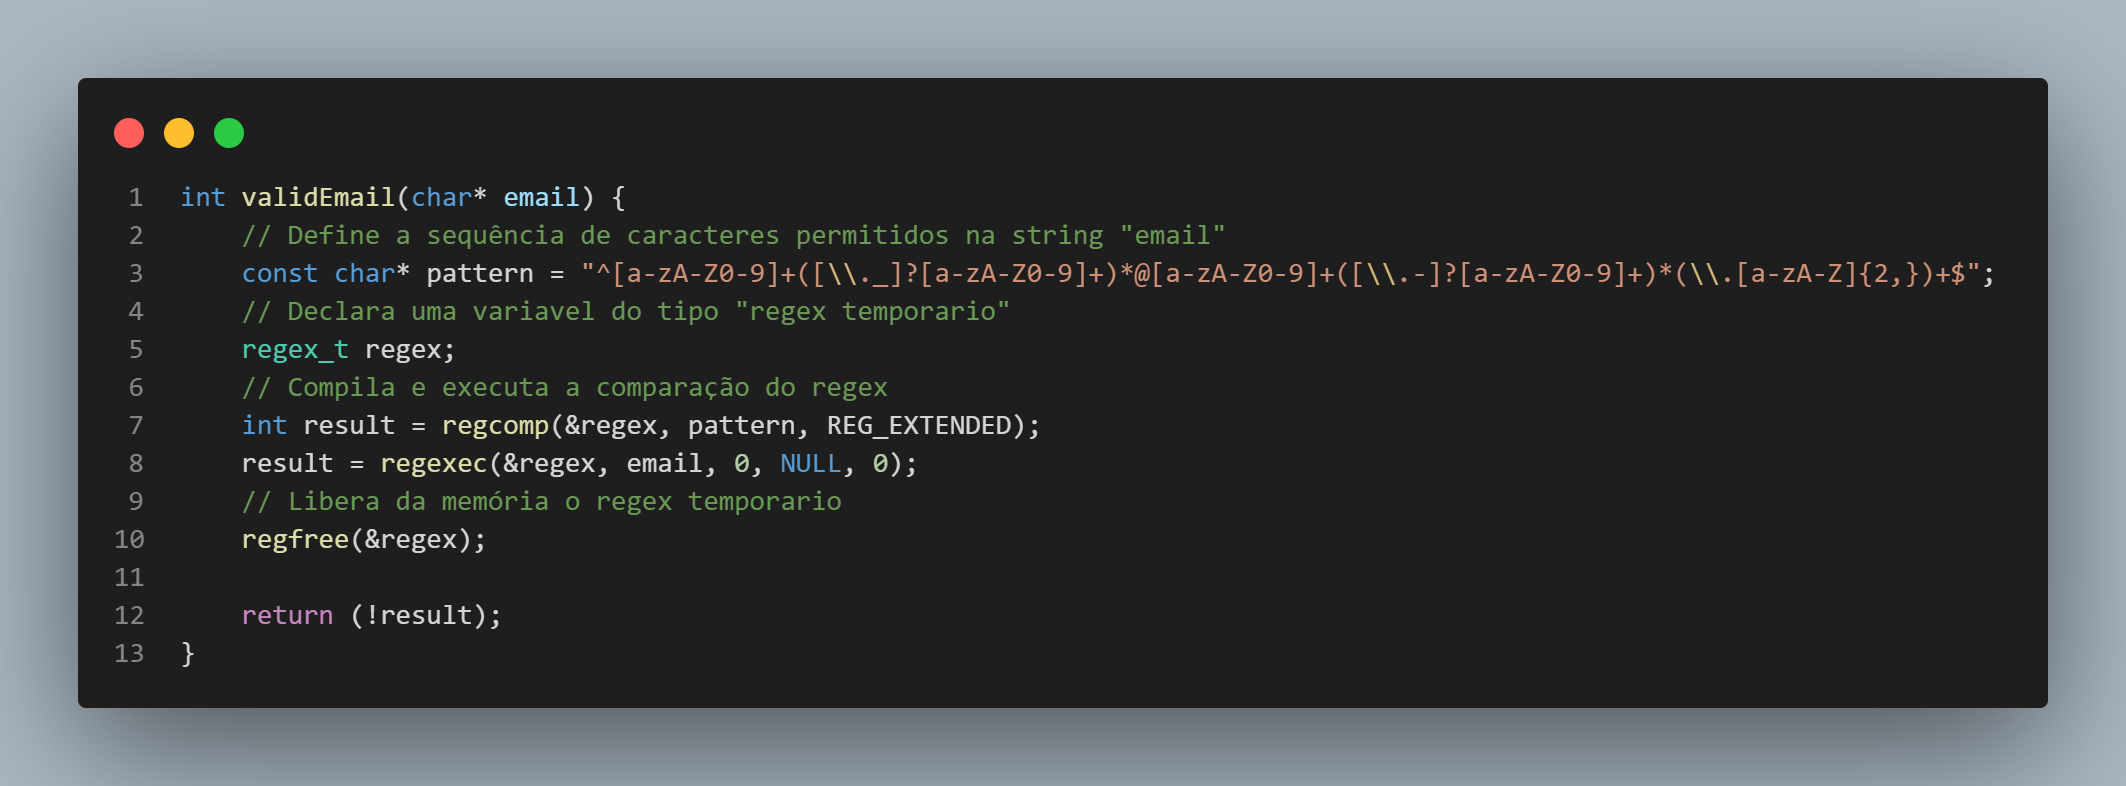 1 int validEmail(char* email) {
2 // Define a sequência de caracteres permitidos na string "email"
3 const char* pattern = "^[a-zA-Z0-9]+([\\._]?[a-zA-Z0-9]+)*@[a-zA-Z0-9]+([\\.-]?[a-zA-Z0-9]+)*(\\.[a-zA-Z]{2,})+$";
4 // Declara uma variavel do tipo "regex temporario"
5 regex_t regex;
6 // Compila e executa a comparação do regex
7 int result = regcomp(&regex, pattern, REG_EXTENDED);
8 result = regexec(&regex, email, 0, NULL, 0);
9 // Libera da memória o regex temporario
10 regfree(&regex);
11
12 return (!result);
13 }